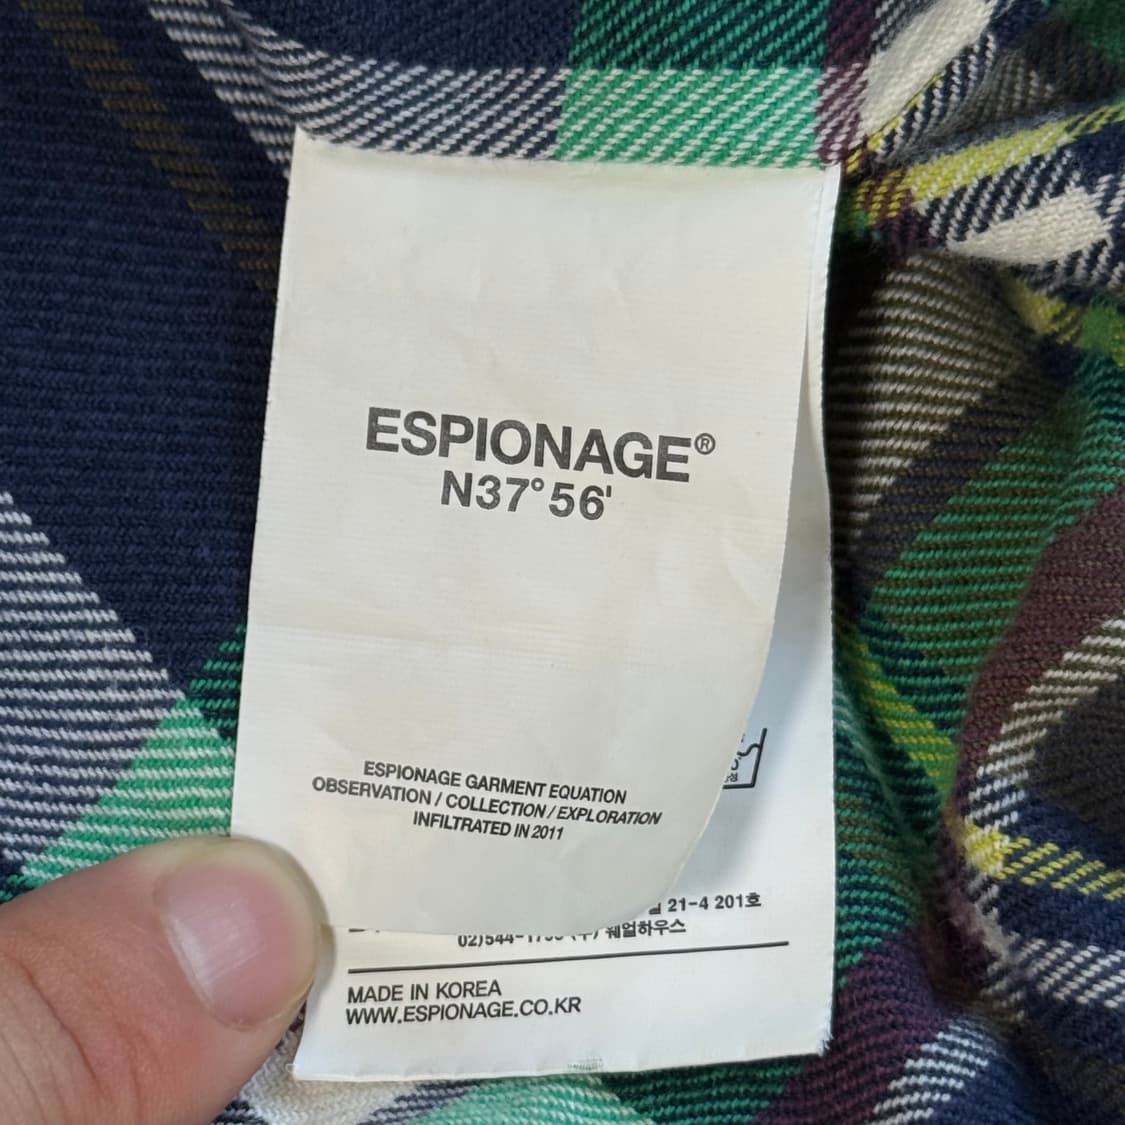 ESPIONAGE®
N37°56'
ESPIONAGE GARMENT EQUATION
OBSERVATION / COLLECTION / EXPLORATION
INFILTRATED IN 2011
21-4 201호
02)544- 웨얼하우스
MADE IN KOREA
WWW.ESPIONAGE.CO.KR